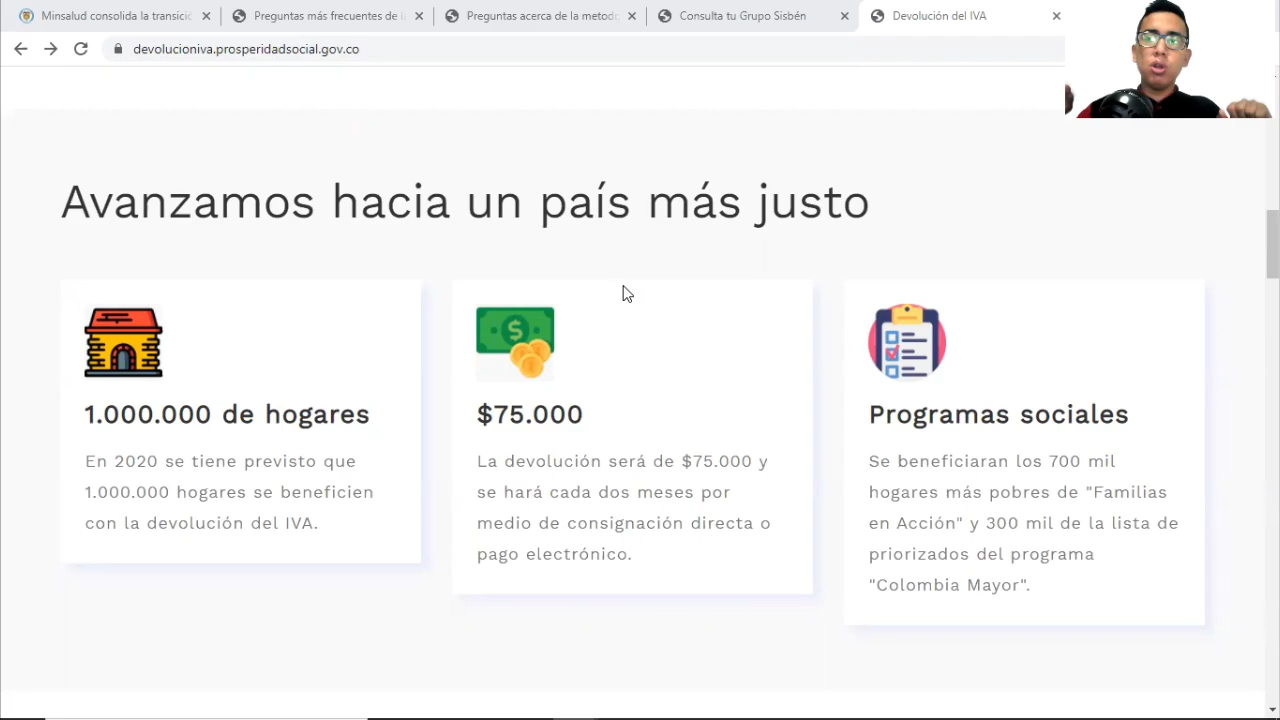 Minsalud consolida la transició
Preguntas más frecuentes de l
Preguntas acerca de la metod
Consulta tu Grupo Sisbén
Devolución del IVA
devolucioniva.prosperidadsocial.gov.co
Avanzamos hacia un país más justo
1.000.000 de hogares
En 2020 se tiene previsto que
1.000.000 hogares se beneficien
con la devolución del IVA.
$75.000
La devolución será de $75.000 y
se hará cada dos meses por
medio de consignación directa o
pago electrónico.
Programas sociales
Se beneficiaran los 700 mil
hogares más pobres de "Familias
en Acción" y 300 mil de la lista de
priorizados del programa
"Colombia Mayor".